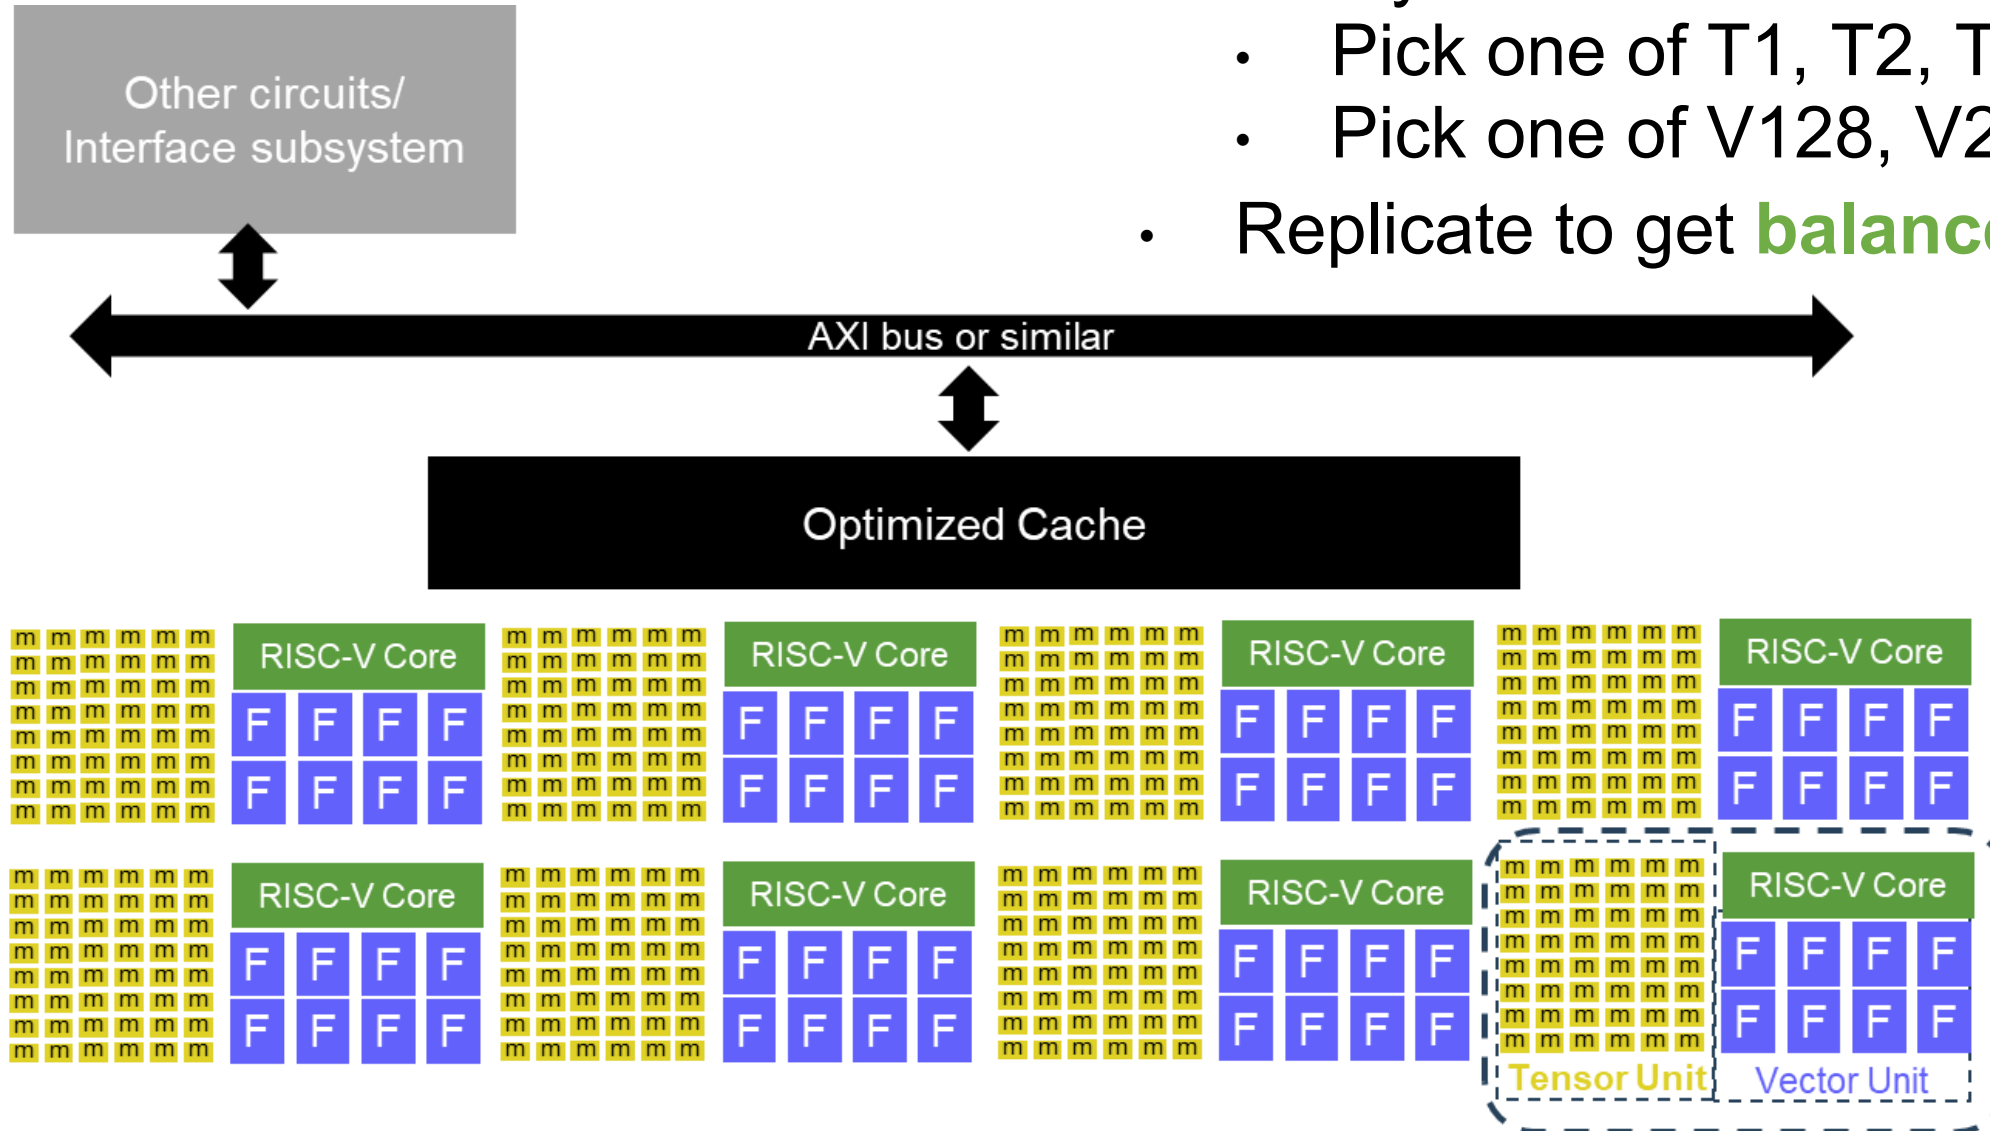 Other circuits/
Interface subsystem
• Pick one of T1, T2, T
• Pick one of V128, V2
• Replicate to get balance
AXI bus or similar
Optimized Cache
m m m m m m
m m m m m m
m m m m m m
m m m m m m
m m m m m m
m m m m m m
m m m m m m
m m m m m m
RISC-V Core
F F F F
F F F F
m m m m m m
m m m m m m
m m m m m m
m m m m m m
m m m m m m
m m m m m m
m m m m m m
m m m m m m
RISC-V Core
F F F F
F F F F
m m m m m m
m m m m m m
m m m m m m
m m m m m m
m m m m m m
m m m m m m
m m m m m m
m m m m m m
RISC-V Core
F F F F
F F F F
m m m m m m
m m m m m m
m m m m m m
m m m m m m
m m m m m m
m m m m m m
m m m m m m
m m m m m m
RISC-V Core
F F F F
F F F F
m m m m m m
m m m m m m
m m m m m m
m m m m m m
m m m m m m
m m m m m m
m m m m m m
m m m m m m
RISC-V Core
F F F F
F F F F
m m m m m m
m m m m m m
m m m m m m
m m m m m m
m m m m m m
m m m m m m
m m m m m m
m m m m m m
RISC-V Core
F F F F
F F F F
m m m m m m
m m m m m m
m m m m m m
m m m m m m
m m m m m m
m m m m m m
m m m m m m
m m m m m m
RISC-V Core
F F F F
F F F F
m m m m m m
m m m m m m
m m m m m m
m m m m m m
m m m m m m
m m m m m m
m m m m m m
m m m m m m
RISC-V Core
F F F F
F F F F
Tensor Unit
Vector Unit